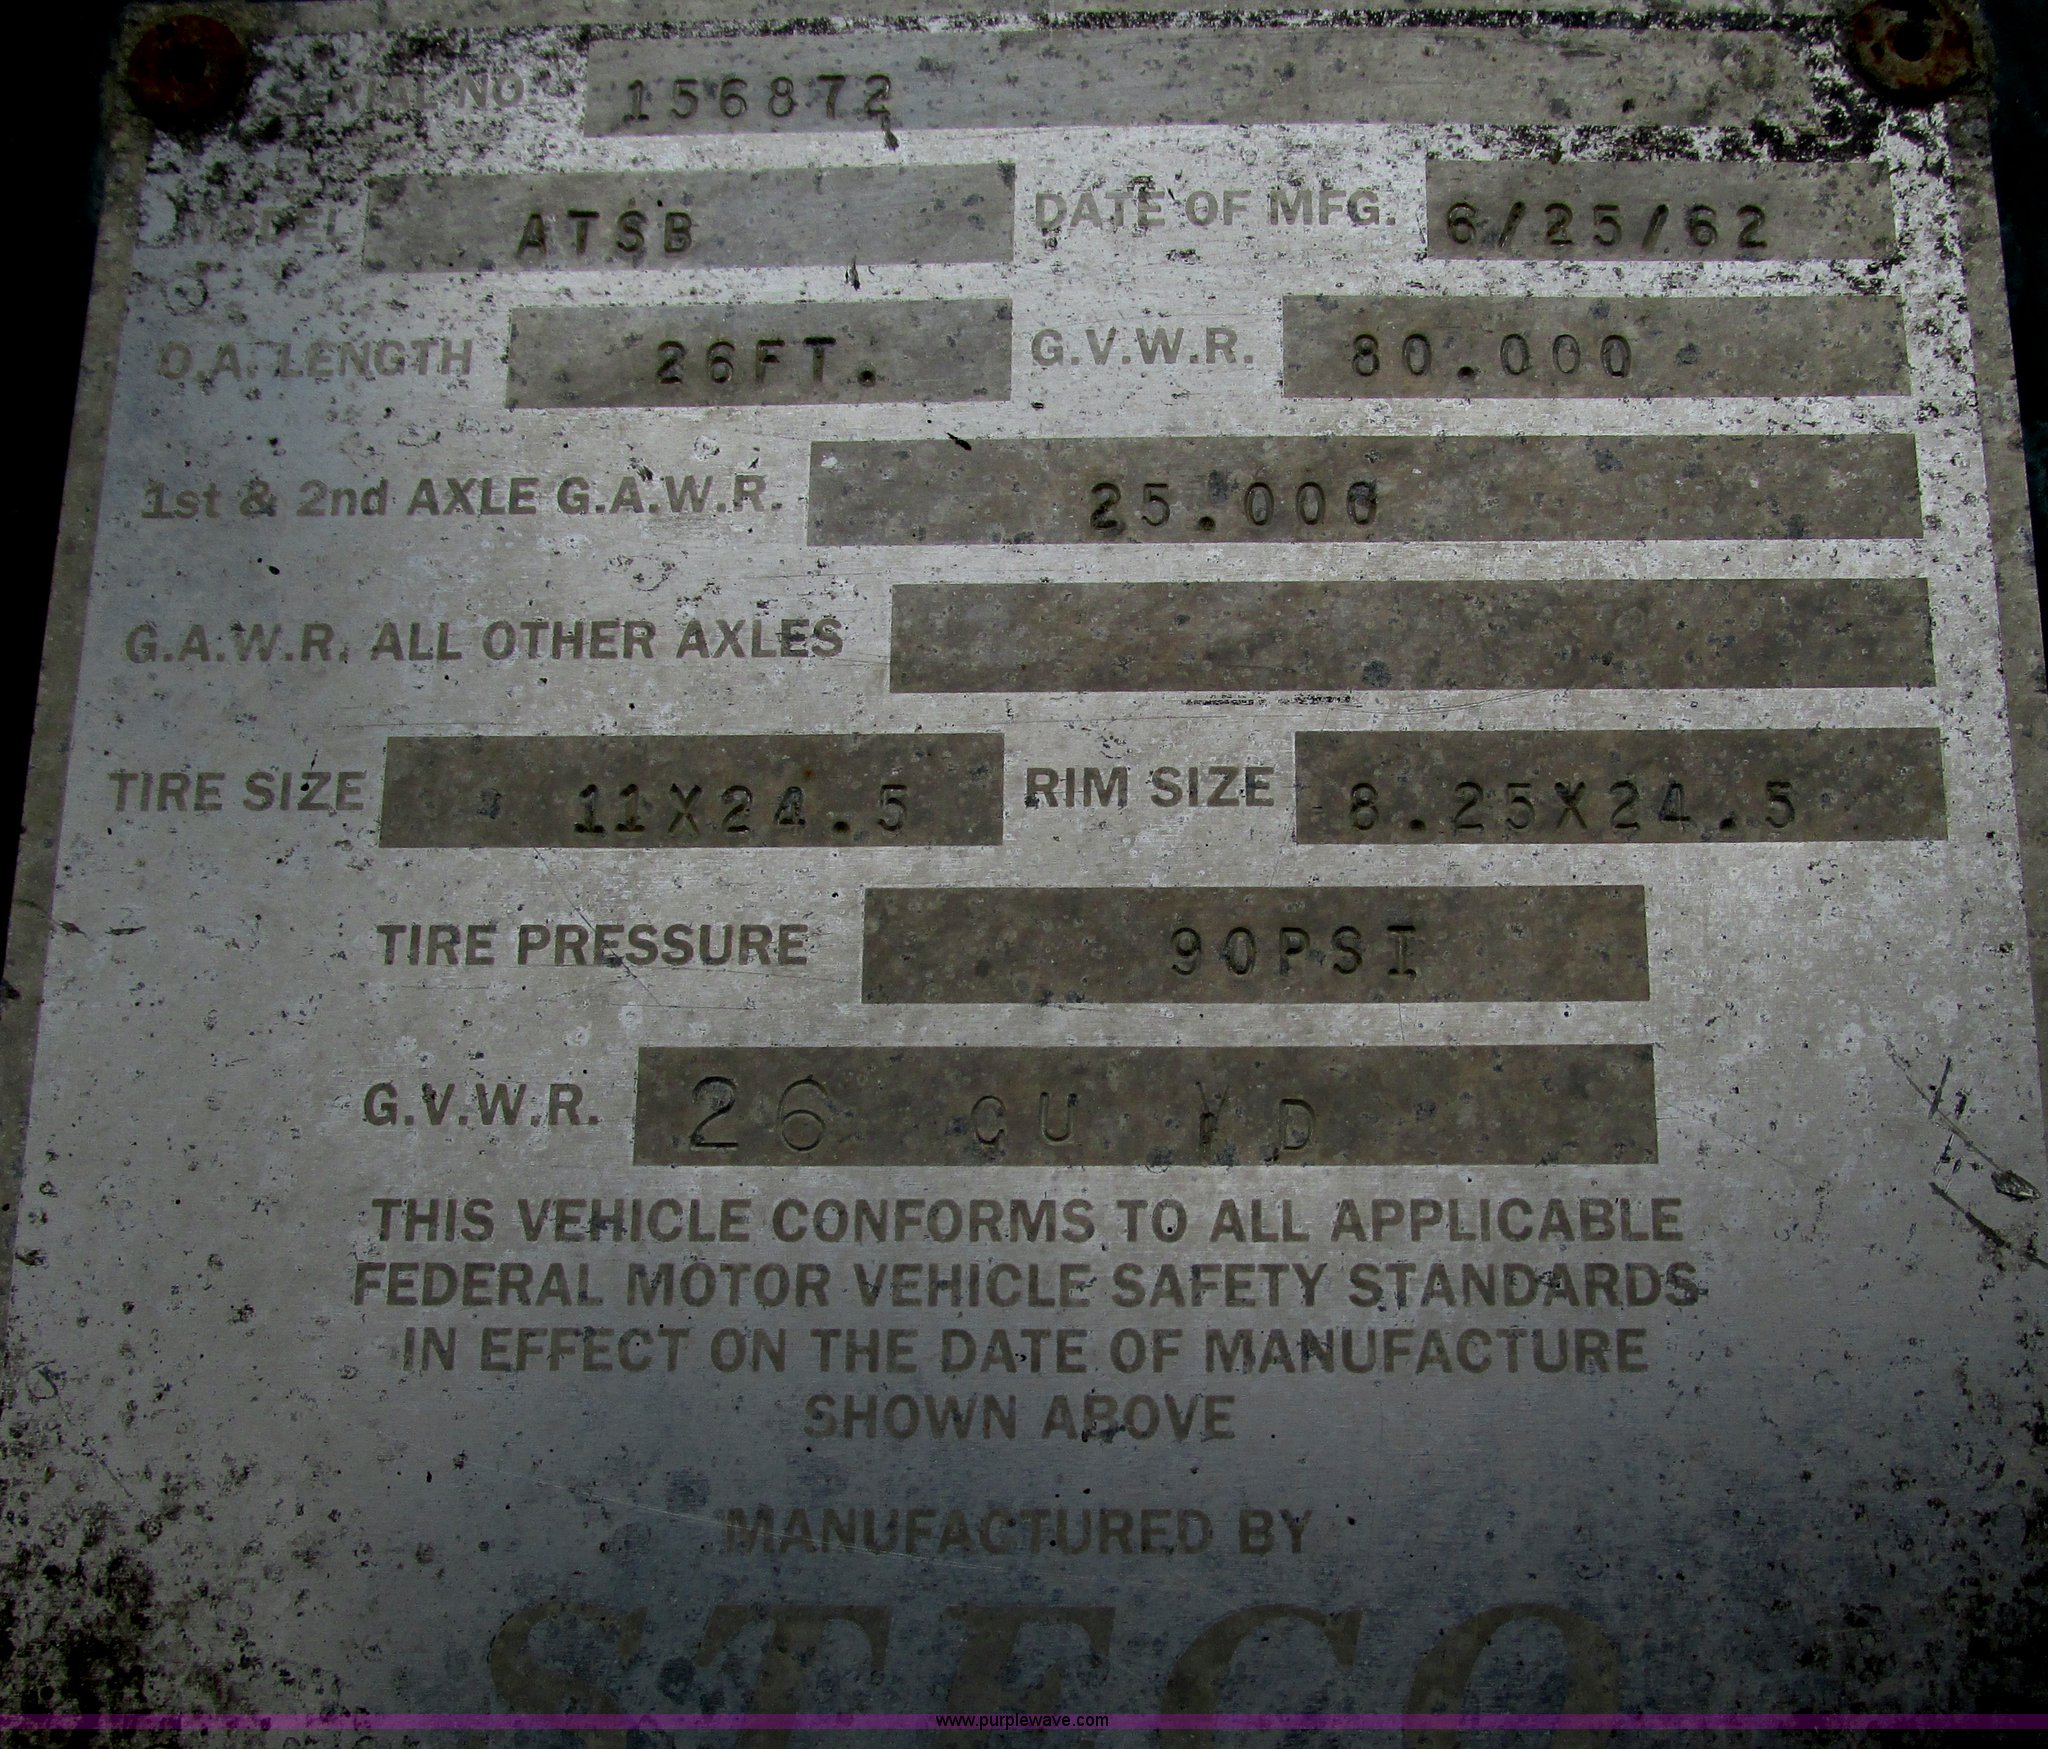 SERIAL NO. 156872
MODEL ATSB DATE OF MFG. 6/25/62
O.A. LENGTH 26FT. G.V.W.R. 80.000
1st & 2nd AXLE G.A.W.R. 25.000
G.A.W.R. ALL OTHER AXLES
TIRE SIZE 11X24.5 RIM SIZE 8.25X24.5
TIRE PRESSURE 90PSI
G.V.W.R. 26 CU YD
THIS VEHICLE CONFORMS TO ALL APPLICABLE
FEDERAL MOTOR VEHICLE SAFETY STANDARDS
IN EFFECT ON THE DATE OF MANUFACTURE
SHOWN ABOVE
MANUFACTURED BY
STECO
www.purplewave.com